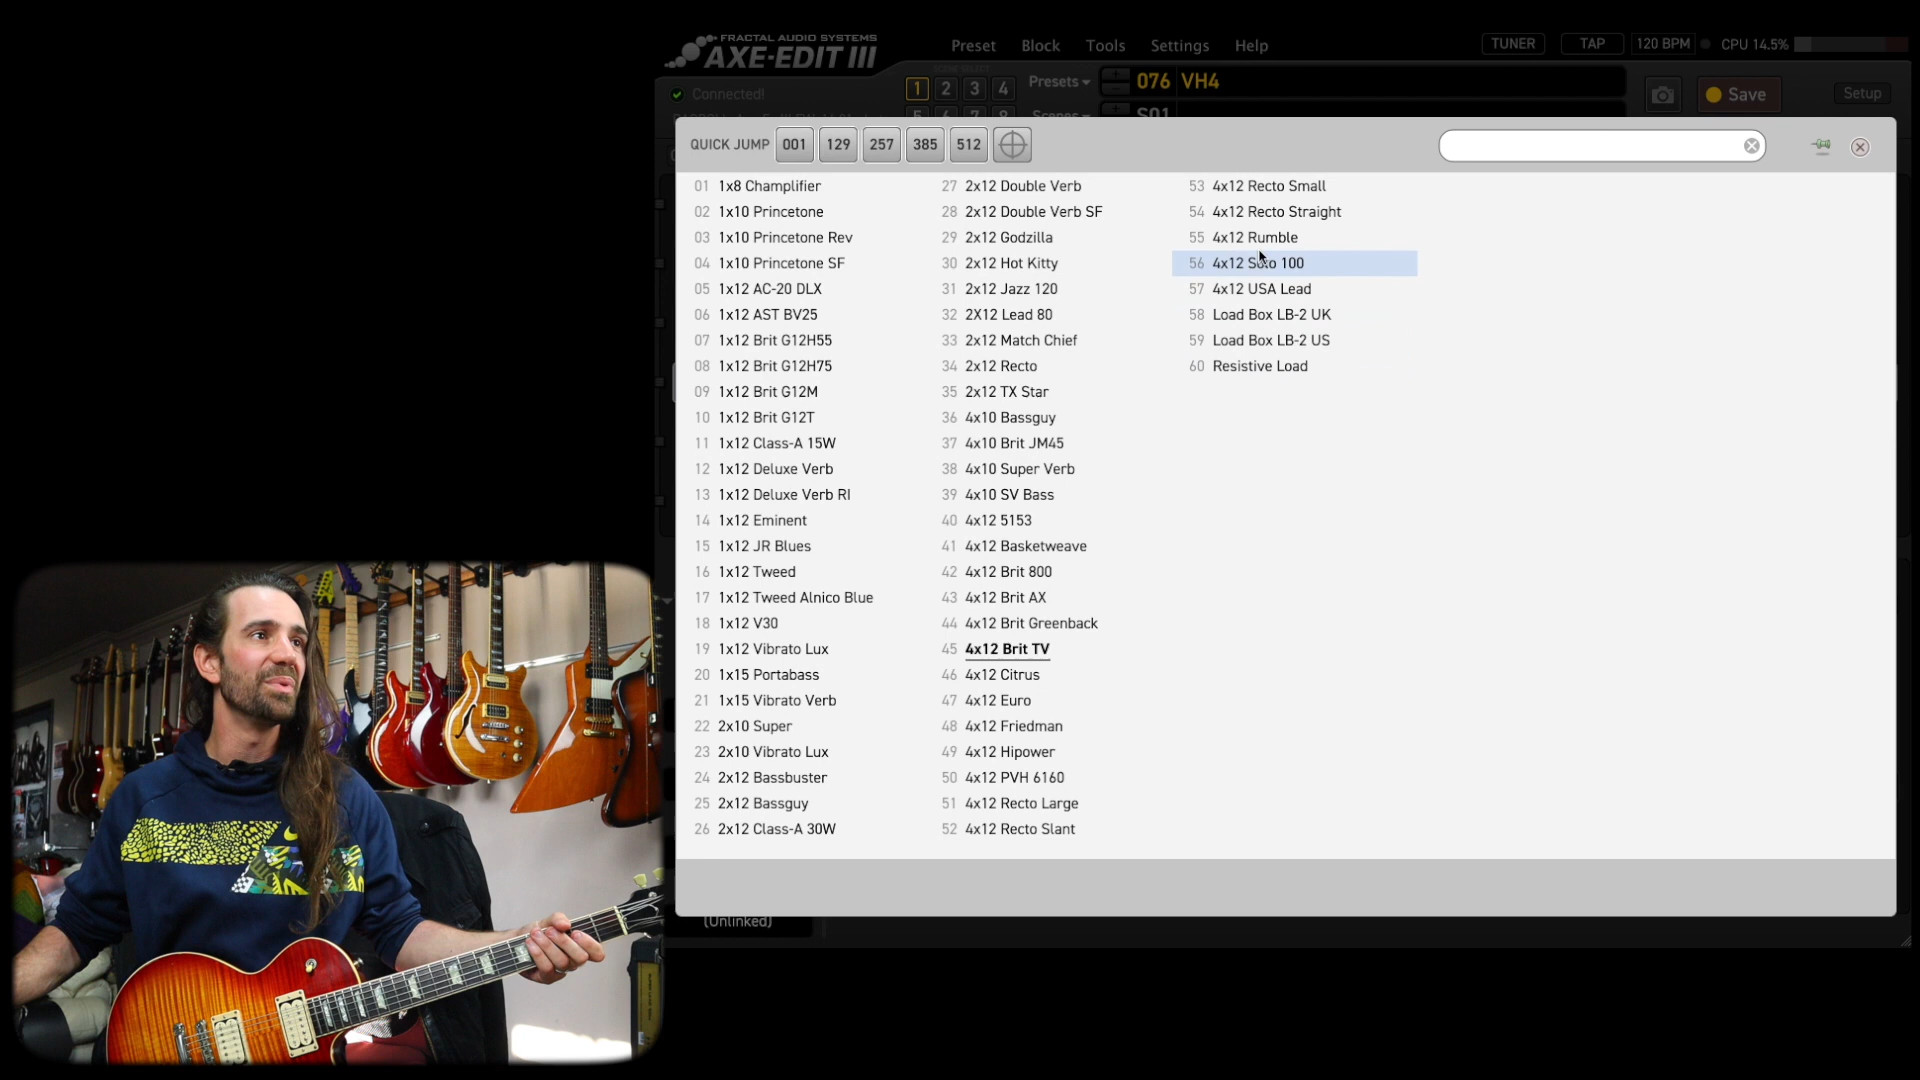 FRACTAL AUDIO SYSTEMS
AXE-EDIT III
Preset Block Tools Settings Help
TUNER TAP 120 BPM CPU 14.5%
Connected!
SCENE SELECT
1 2 3 4
Presets
076 VH4
Save
Setup
Scenes
S01
QUICK JUMP 001 129 257 385 512
01 1x8 Champlifier
02 1x10 Princetone
03 1x10 Princetone Rev
04 1x10 Princetone SF
05 1x12 AC-20 DLX
06 1x12 AST BV25
07 1x12 Brit G12H55
08 1x12 Brit G12H75
09 1x12 Brit G12M
10 1x12 Brit G12T
11 1x12 Class-A 15W
12 1x12 Deluxe Verb
13 1x12 Deluxe Verb RI
14 1x12 Eminent
15 1x12 JR Blues
16 1x12 Tweed
17 1x12 Tweed Alnico Blue
18 1x12 V30
19 1x12 Vibrato Lux
20 1x15 Portabass
21 1x15 Vibrato Verb
22 2x10 Super
23 2x10 Vibrato Lux
24 2x12 Bassbuster
25 2x12 Bassguy
26 2x12 Class-A 30W
27 2x12 Double Verb
28 2x12 Double Verb SF
29 2x12 Godzilla
30 2x12 Hot Kitty
31 2x12 Jazz 120
32 2X12 Lead 80
33 2x12 Match Chief
34 2x12 Recto
35 2x12 TX Star
36 4x10 Bassguy
37 4x10 Brit JM45
38 4x10 Super Verb
39 4x10 SV Bass
40 4x12 5153
41 4x12 Basketweave
42 4x12 Brit 800
43 4x12 Brit AX
44 4x12 Brit Greenback
45 4x12 Brit TV
46 4x12 Citrus
47 4x12 Euro
48 4x12 Friedman
49 4x12 Hipower
50 4x12 PVH 6160
51 4x12 Recto Large
52 4x12 Recto Slant
53 4x12 Recto Small
54 4x12 Recto Straight
55 4x12 Rumble
56 4x12 Solo 100
57 4x12 USA Lead
58 Load Box LB-2 UK
59 Load Box LB-2 US
60 Resistive Load
(Unlinked)